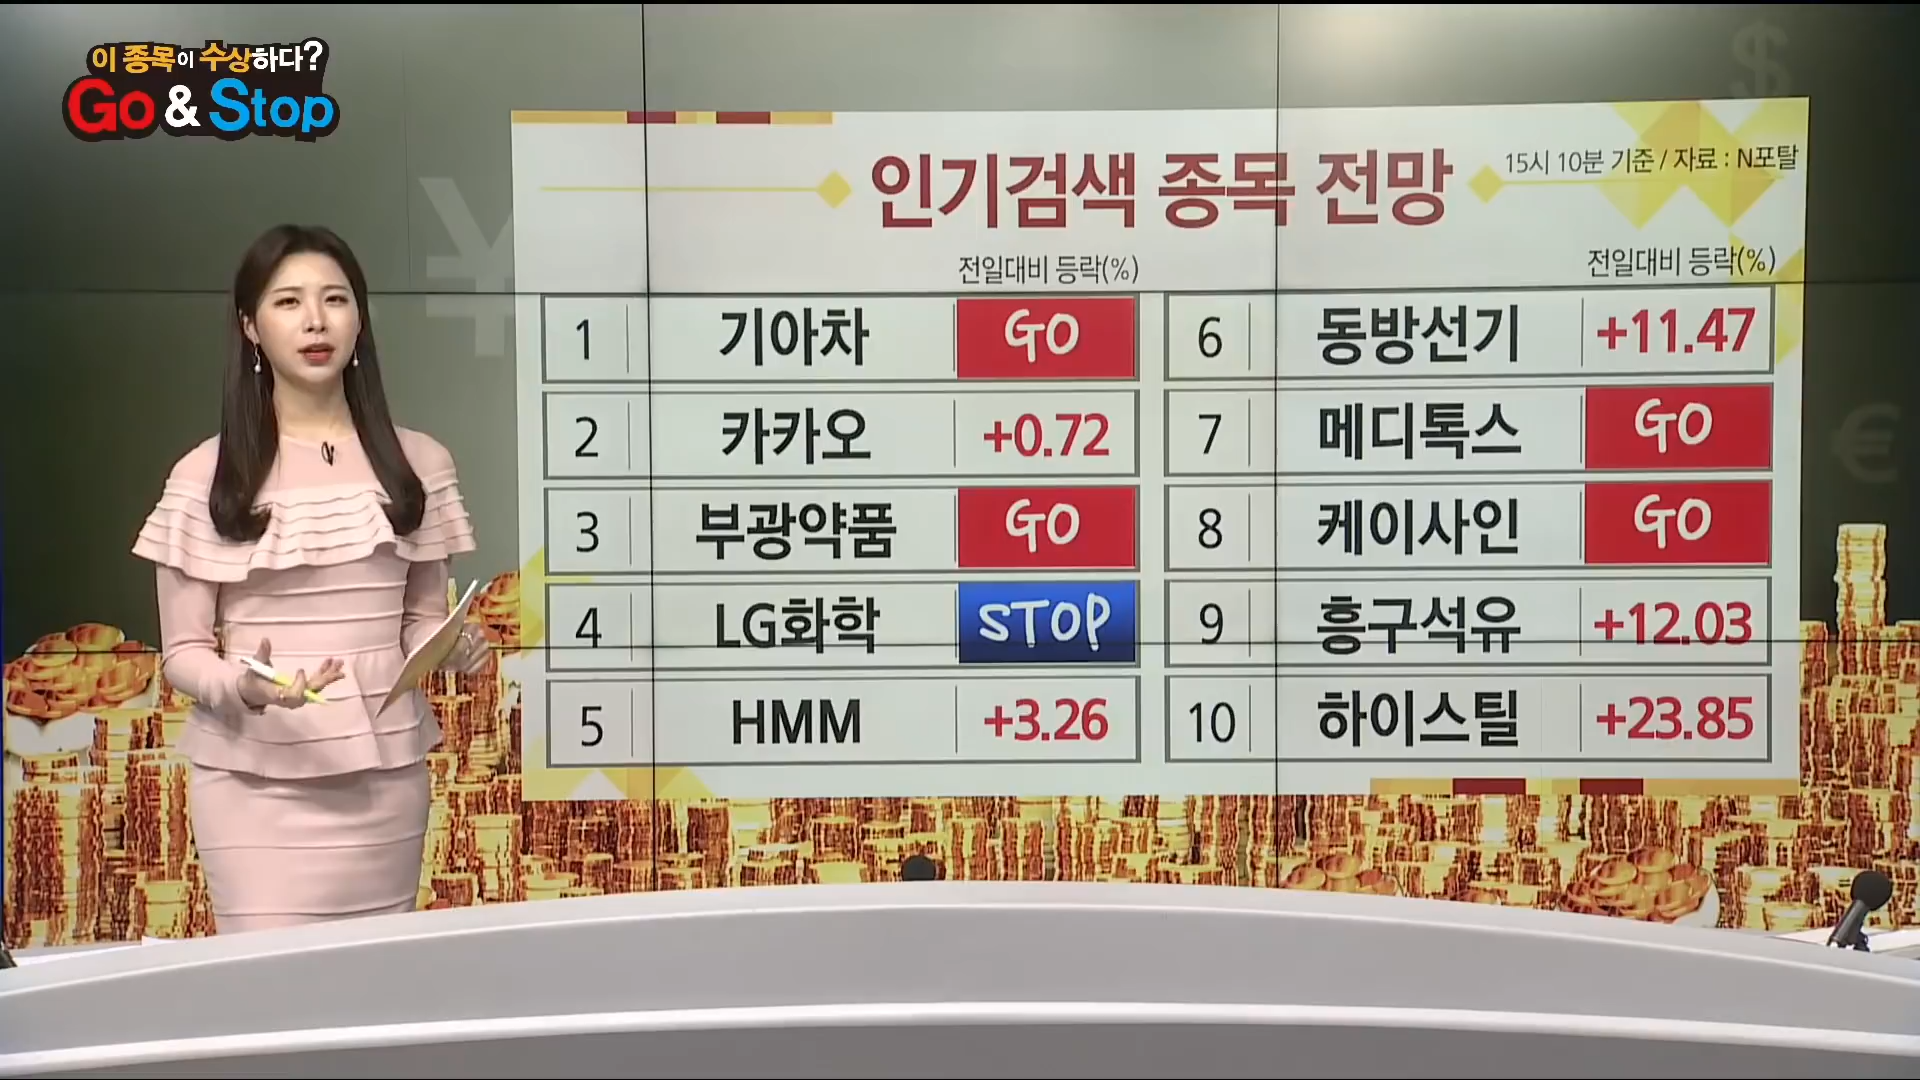 이 종목이 수상하다?
Go & Stop
인기검색 종목 전망
15시 10분 기준 / 자료 : N포탈
전일대비 등락(%)
1 기아차 GO
2 카카오 +0.72
3 부광약품 GO
4 LG화학 STOP
5 HMM +3.26
전일대비 등락(%)
6 동방선기 +11.47
7 메디톡스 GO
8 케이사인 GO
9 흥구석유 +12.03
10 하이스틸 +23.85